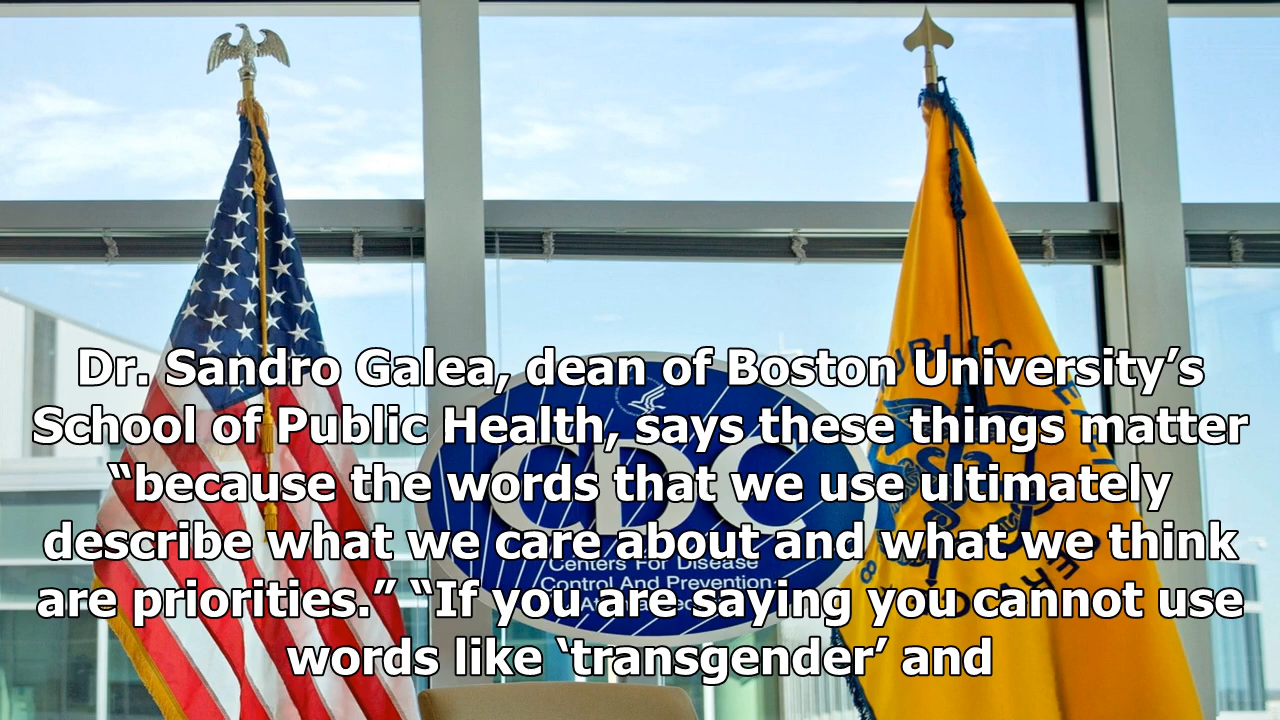 Dr. Sandro Galea, dean of Boston University’s
School of Public Health, says these things matter
“because the words that we use ultimately
describe what we care about and what we think
are priorities.” “If you are saying you cannot use
words like ‘transgender’ and
CDC
Centers For Disease
Control And Prevention